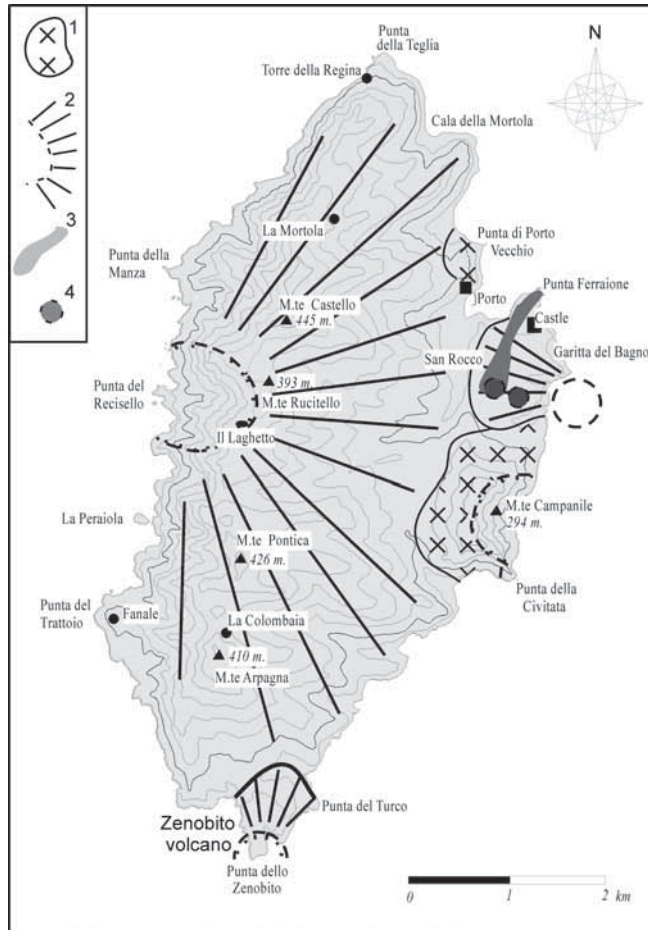 1
2
3
4
N
Punta
della Teglia
Torre della Regina
Cala della Mortola
La Mortola
Punta di Porto
Vecchio
Punta della
Manza
Porto
Punta Ferraione
M.te Castello
445 m.
Castle
San Rocco
Garitta del Bagno
Punta del
Recisello
393 m.
M.te Rucitello
Il Laghetto
M.te Campanile
294 m.
La Peraiola
M.te Pontica
426 m.
Punta della
Civitata
Punta del
Trattoio
Fanale
La Colombaia
410 m.
M.te Arpagna
Punta del Turco
Zenobito
volcano
Punta dello
Zenobito
0
1
2
km